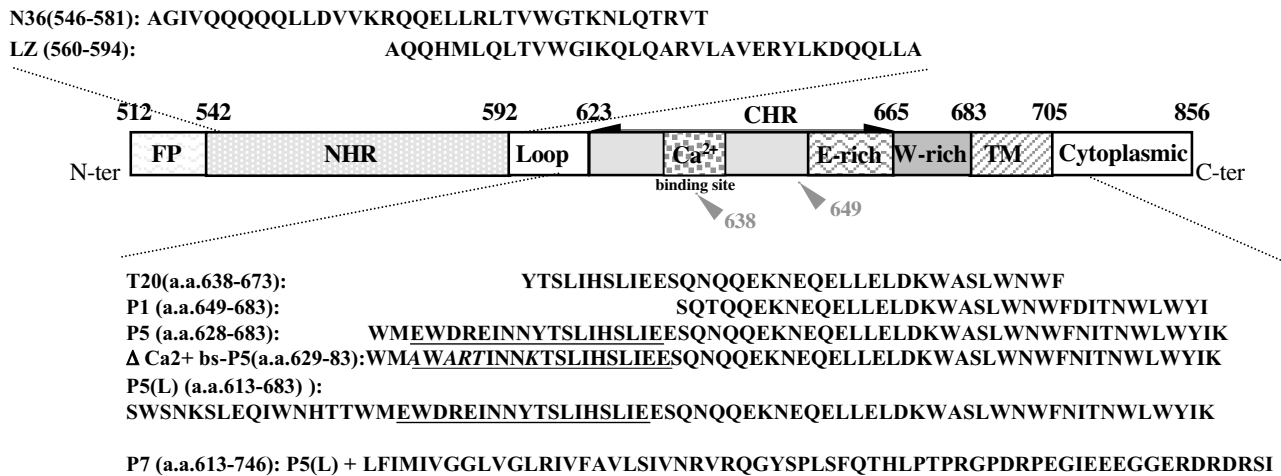 N36(546-581): AGIVQQQQQLLDVVKRQQELLRLTVWGTKNLQTRVT
LZ (560-594): AQQHMLQLTVWGIKQLQARVLAVERYLKDQQLLA
512 542 592 623 CHR 665 683 705 856
N-ter FP NHR Loop Ca2+ E-rich W-rich TM Cytoplasmic C-ter
binding site
638 649
T20(a.a.638-673): YTSLIHSLIEESQNQQEKNEQELLELDKWASLWNWF
P1 (a.a.649-683): SQTQQEKNEQELLELDKWASLWNWFDITNWLWYI
P5 (a.a.628-683): WMEWDREINNYTSLIHSLIEESQNQQEKNEQELLELDKWASLWNWFNITNWLWYIK
Δ Ca2+ bs-P5(a.a.629-83):WMAWARTINNKTSLIHSLIEESQNQQEKNEQELLELDKWASLWNWFNITNWLWYIK
P5(L) (a.a.613-683) ):
SWSNKSLEQIWNHTTWMEWDREINNYTSLIHSLIEESQNQQEKNEQELLELDKWASLWNWFNITNWLWYIK
P7 (a.a.613-746): P5(L) + LFIMIVGGLVGLRIVFAVLSIVNRVRQGYSPLSFQTHLPTPRGPDRPEGIEEEGGERDRDRSI